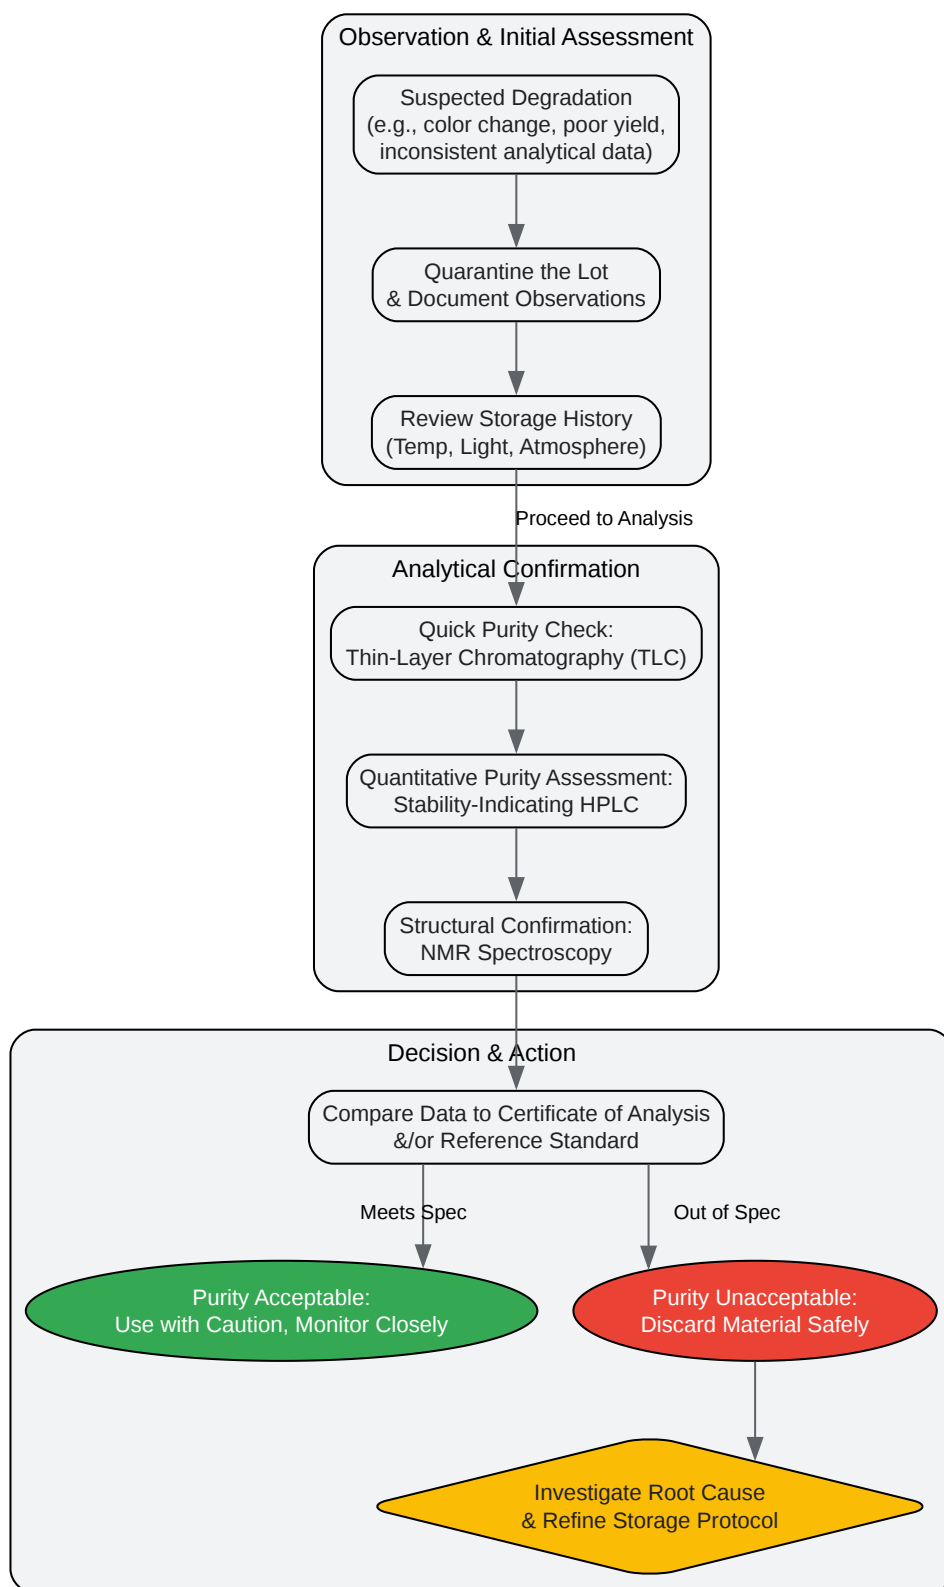 Observation & Initial Assessment
Suspected Degradation
(e.g., color change, poor yield,
inconsistent analytical data)
Quarantine the Lot
& Document Observations
Review Storage History
(Temp, Light, Atmosphere)
Proceed to Analysis
Analytical Confirmation
Quick Purity Check:
Thin-Layer Chromatography (TLC)
Quantitative Purity Assessment:
Stability-Indicating HPLC
Structural Confirmation:
NMR Spectroscopy
Decision & Action
Compare Data to Certificate of Analysis
&/or Reference Standard
Meets Spec
Out of Spec
Purity Acceptable:
Use with Caution, Monitor Closely
Purity Unacceptable:
Discard Material Safely
Investigate Root Cause
& Refine Storage Protocol